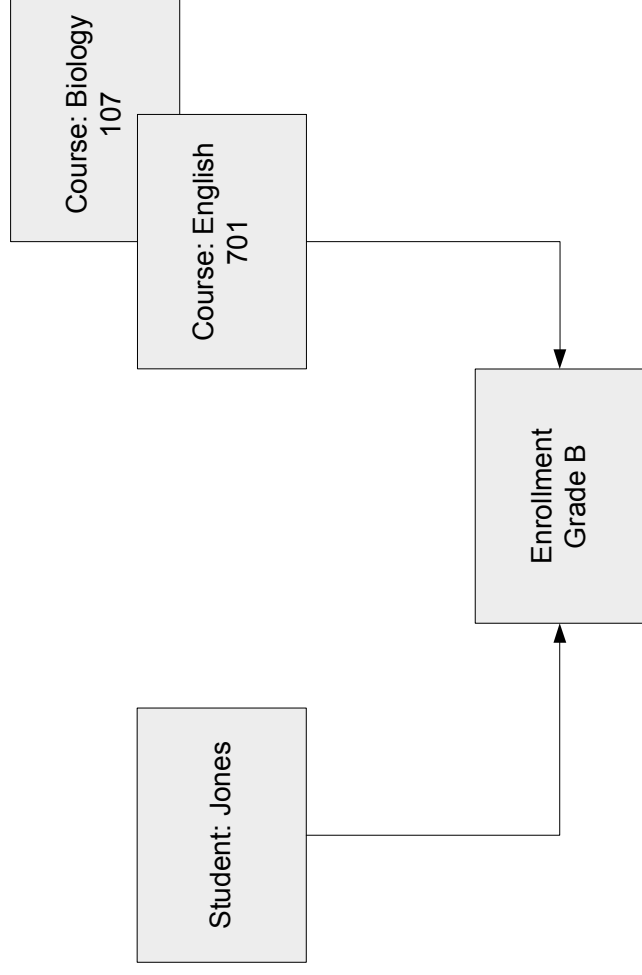 Student: Jones
Course: English
701
Course: Biology
107
Enrollment
Grade B